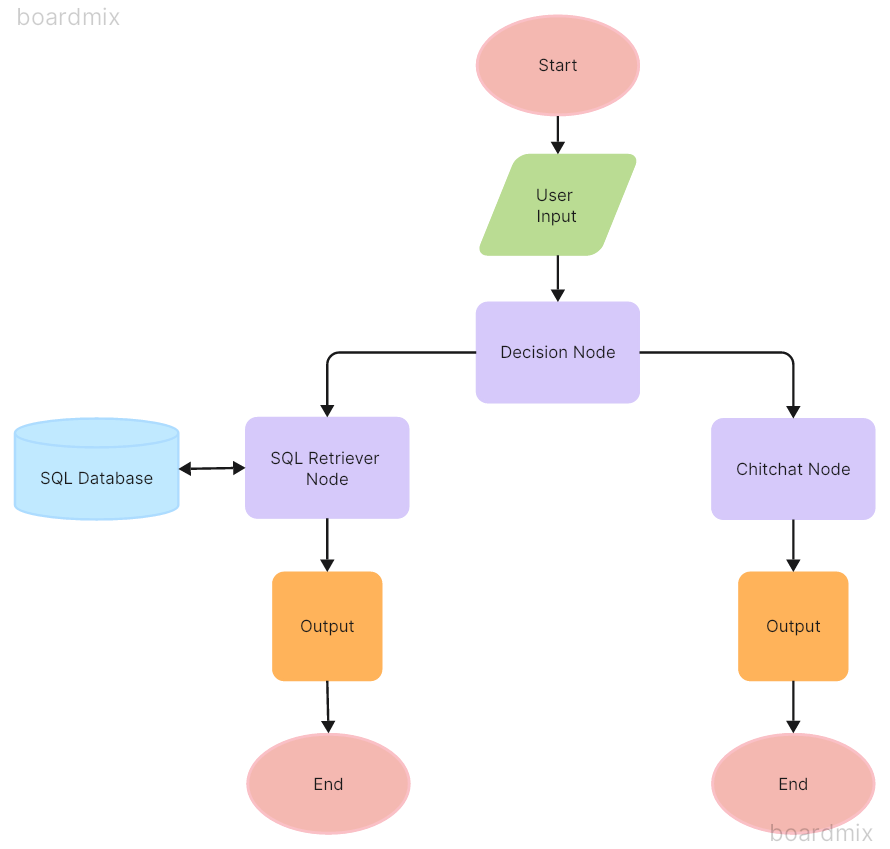 boardmix
Start
User
Input
Decision Node
SQL Database
SQL Retriever
Node
Chitchat Node
Output
Output
End
End
boardmix